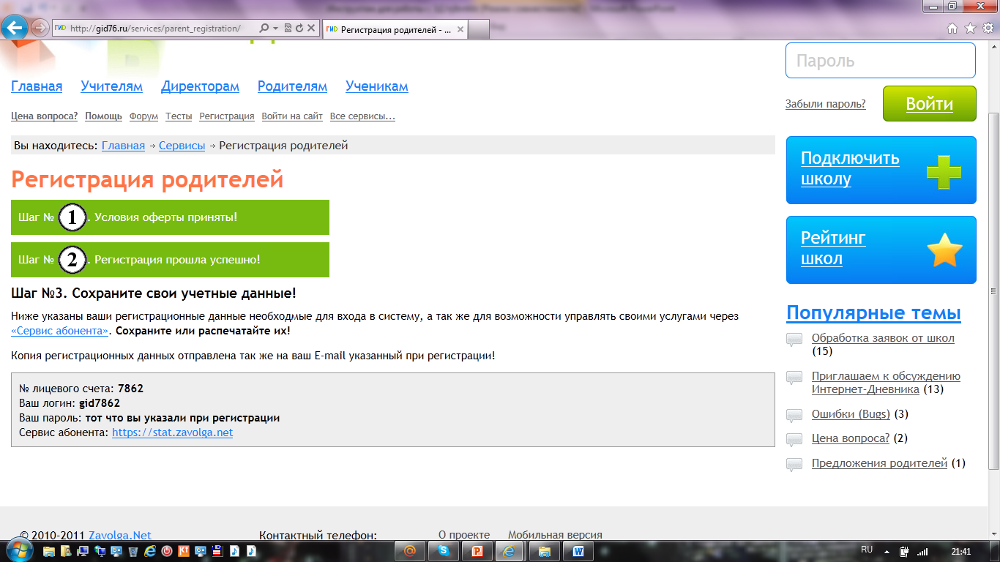 http://gid76.ru/services/parent_registration/
ГИД Регистрация родителей - ...
Пароль
Главная Учителям Директорам Родителям Ученикам
Забыли пароль? Войти
Цена вопроса? Помощь Форум Тесты Регистрация Войти на сайт Все сервисы...
Вы находитесь: Главная → Сервисы → Регистрация родителей
Регистрация родителей
Шаг № 1. Условия оферты приняты!
Шаг № 2. Регистрация прошла успешно!
Шаг №3. Сохраните свои учетные данные!
Ниже указаны ваши регистрационные данные необходмые для входа в систему, а так же для возможности управлять своими услугами через
«Сервис абонента». Сохраните или распечатайте их!
Копия регистрационных данных отправлена так же на ваш E-mail указанный при регистрации!
№ лицевого счета: 7862
Ваш логин: gid7862
Ваш пароль: тот что вы указали при регистрации
Сервис абонента: https://stat.zavolga.net
Подключить
школу
Рейтинг
школ
Популярные темы
Обработка заявок от школ
(15)
Приглашаем к обсуждению
Интернет-Дневника (13)
Ошибки (Bugs) (3)
Цена вопроса? (2)
Предложения родителей (1)
© 2010-2011 Zavolga.Net Контактный телефон: О проекте Мобильная версия
RU 21:41